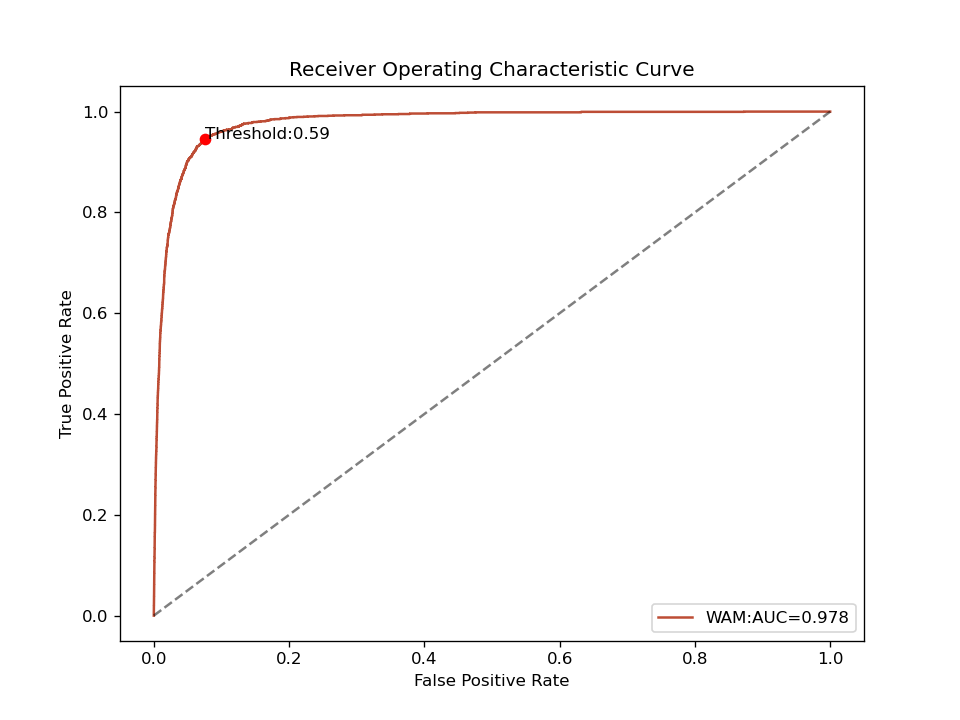 Receiver Operating Characteristic Curve
True Positive Rate
1.0
0.8
0.6
0.4
0.2
0.0
Threshold:0.59
WAM:AUC=0.978
0.0 0.2 0.4 0.6 0.8 1.0
False Positive Rate